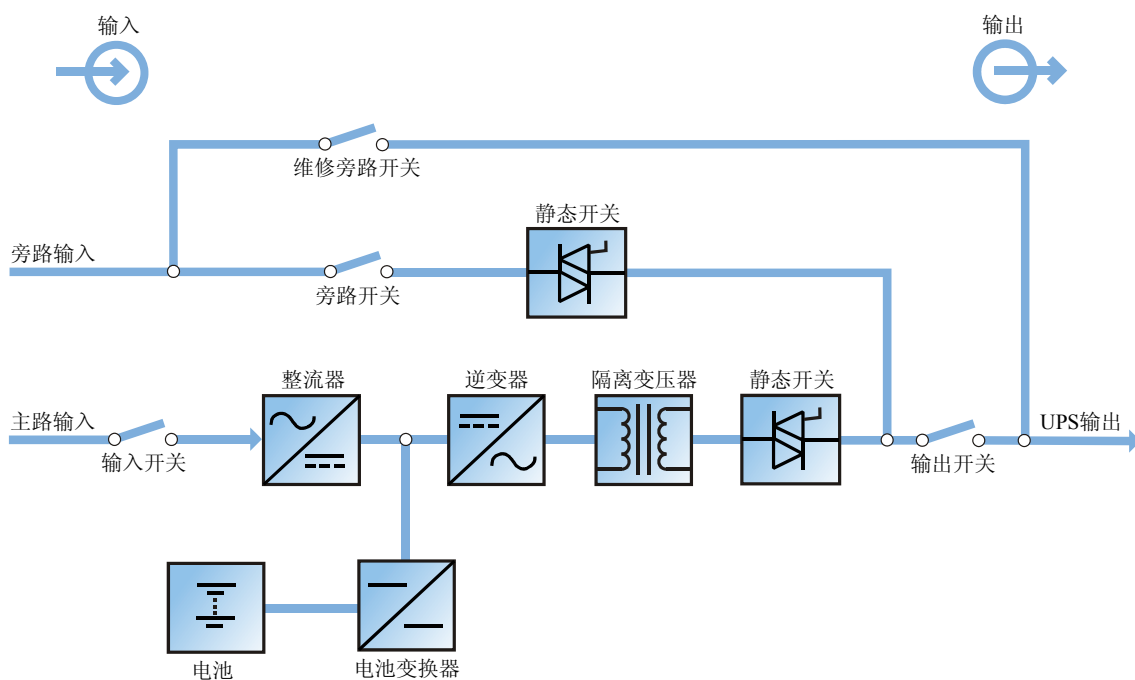 输入
输出
维修旁路开关
静态开关
旁路输入
旁路开关
整流器
逆变器
隔离变压器
静态开关
主路输入
UPS输出
输入开关
输出开关
电池
电池变换器